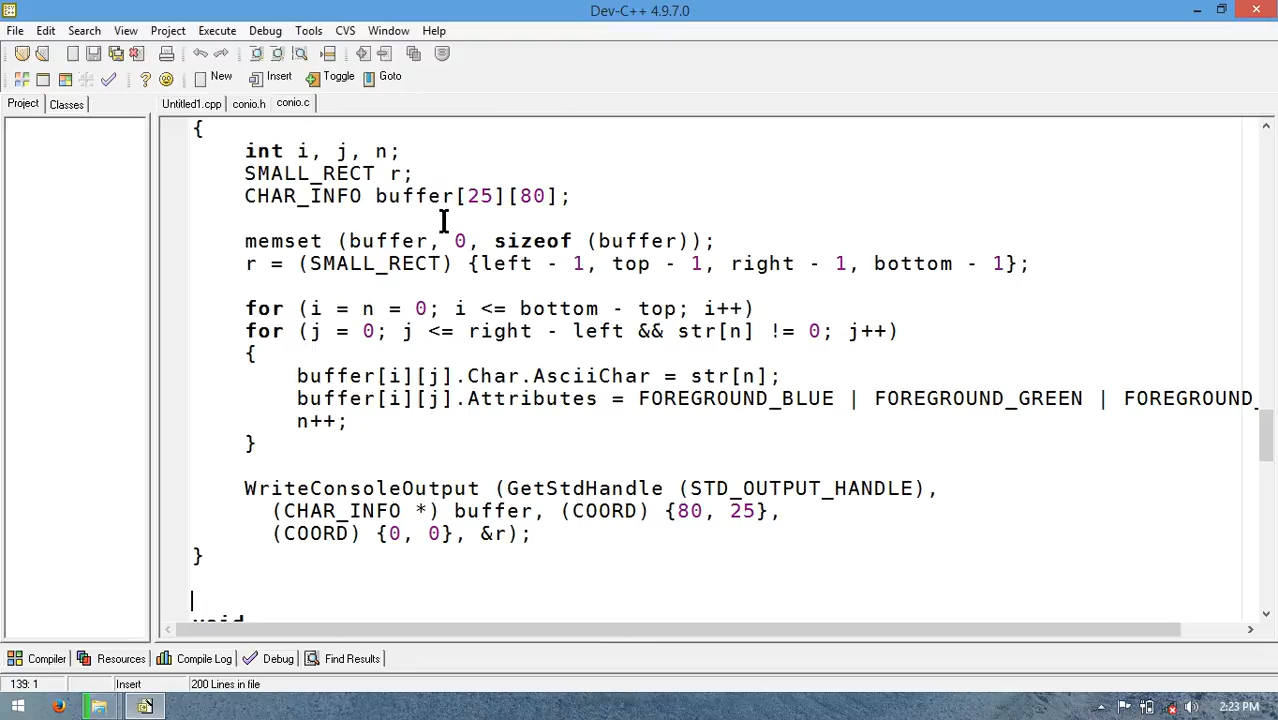 Dev-C++ 4.9.7.0
File Edit Search View Project Execute Debug Tools CVS Window Help
New Insert Toggle Goto
Project Classes Untitled1.cpp conio.h conio.c
{
int i, j, n;
SMALL_RECT r;
CHAR_INFO buffer[25][80];
memset (buffer, 0, sizeof (buffer));
r = (SMALL_RECT) {left - 1, top - 1, right - 1, bottom - 1};
for (i = n = 0; i <= bottom - top; i++)
for (j = 0; j <= right - left && str[n] != 0; j++)
{
buffer[i][j].Char.AsciiChar = str[n];
buffer[i][j].Attributes = FOREGROUND_BLUE | FOREGROUND_GREEN | FOREGROUND_
n++;
}
WriteConsoleOutput (GetStdHandle (STD_OUTPUT_HANDLE),
(CHAR_INFO *) buffer, (COORD) {80, 25},
(COORD) {0, 0}, &r);
}
void
Compiler Resources Compile Log Debug Find Results
139: 1 Insert 200 Lines in file
2:23 PM